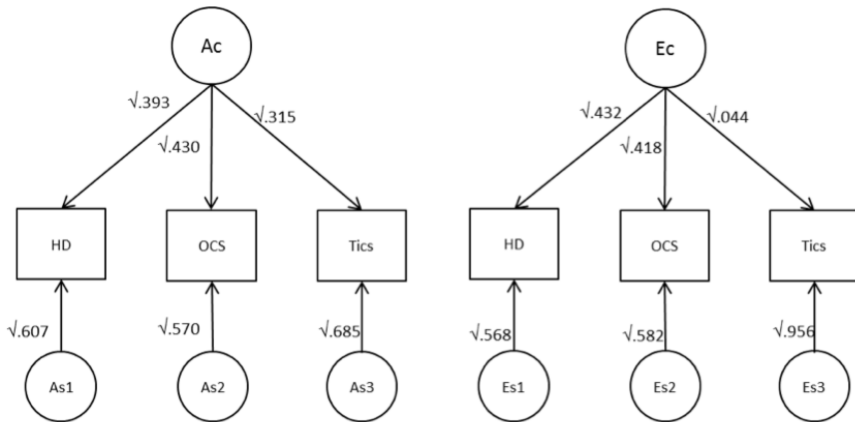 Ac
Ec
√.393
√.315
√.430
√.432
√.044
√.418
HD
OCS
Tics
HD
OCS
Tics
√.607
√.570
√.685
√.568
√.582
√.956
As1
As2
As3
Es1
Es2
Es3